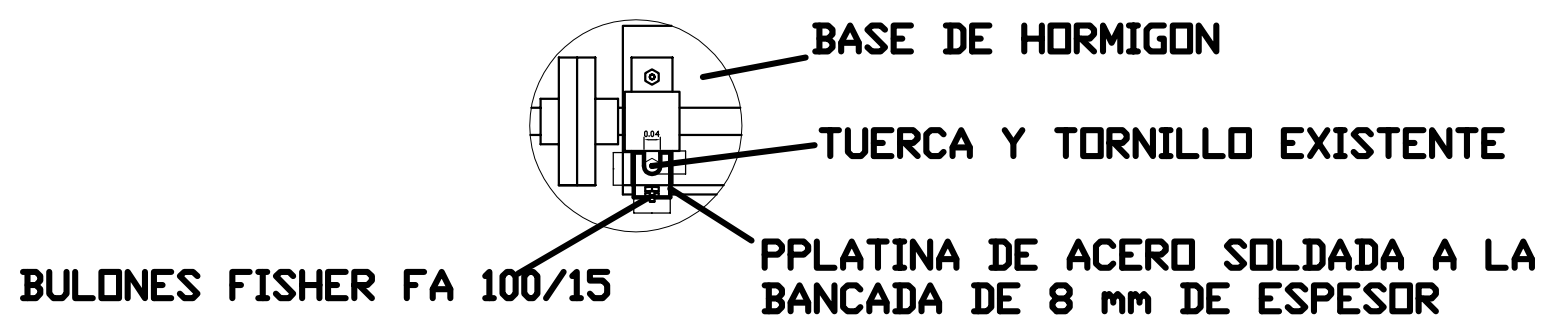 BASE DE HORMIGON
0.04
TUERCA Y TORNILLO EXISTENTE
PPLATINA DE ACERO SOLDADA A LA
BANCADA DE 8 mm DE ESPESOR
BULONES FISHER FA 100/15